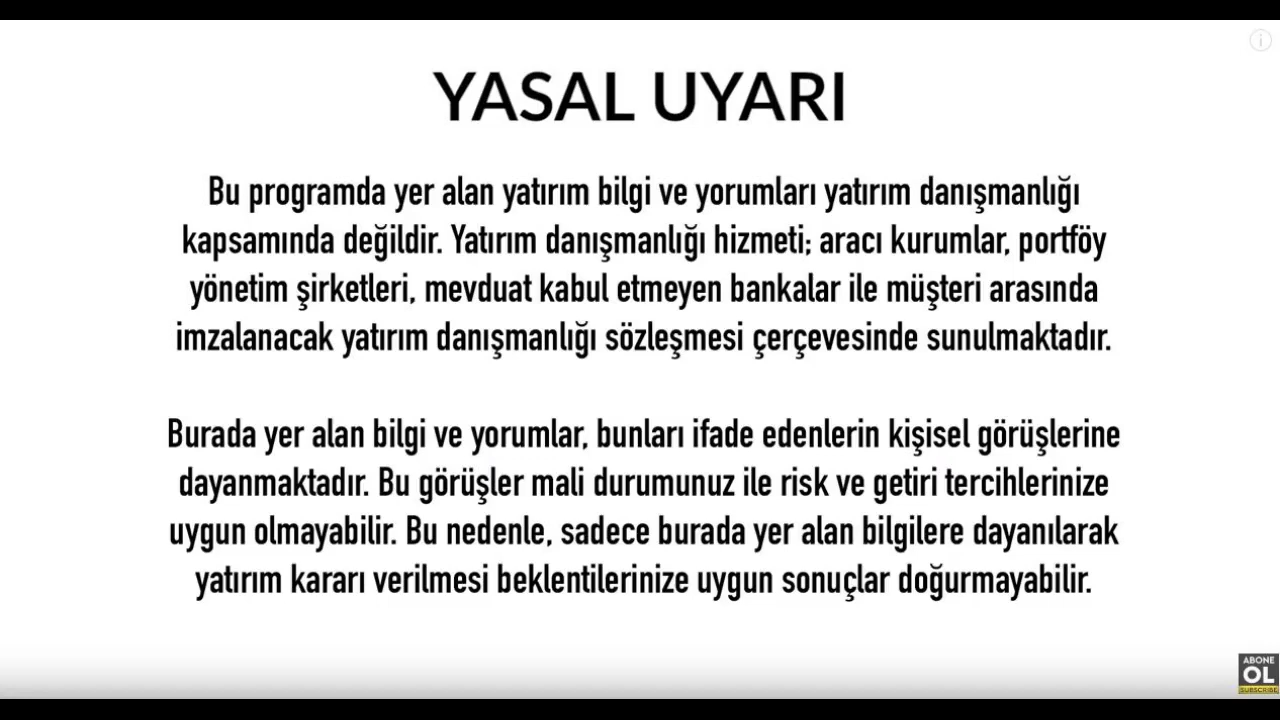 YASAL UYARI
Bu programda yer alan yatırım bilgi ve yorumları yatırım danışmanlığı
kapsamında değildir. Yatırım danışmanlığı hizmeti; aracı kurumlar, portföy
yönetim şirketleri, mevduat kabul etmeyen bankalar ile müşteri arasında
imzalanacak yatırım danışmanlığı sözleşmesi çerçevesinde sunulmaktadır.
Burada yer alan bilgi ve yorumlar, bunları ifade edenlerin kişisel görüşlerine
dayanmaktadır. Bu görüşler mali durumunuz ile risk ve getiri tercihlerinize
uygun olmayabilir. Bu nedenle, sadece burada yer alan bilgilere dayanılarak
yatırım kararı verilmesi beklentilerinize uygun sonuçlar doğurmayabilir.
ABONE
OL
SUBSCRIBE